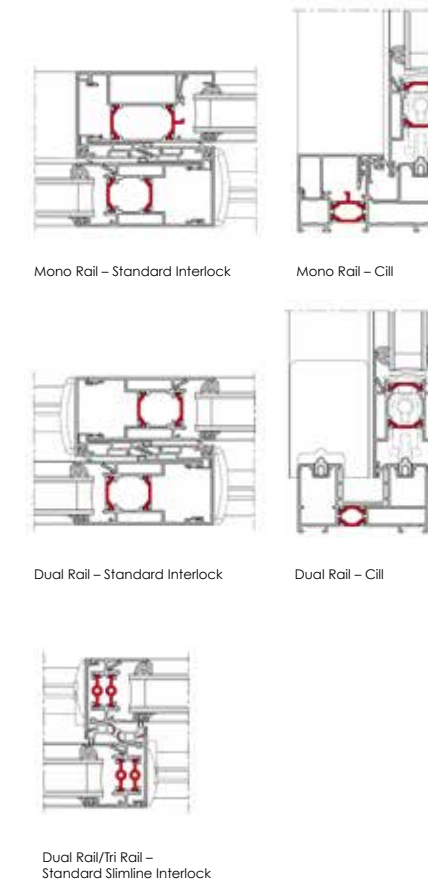 Mono Rail – Standard Interlock
Mono Rail – Cill
Dual Rail – Standard Interlock
Dual Rail – Cill
Dual Rail/Tri Rail –
Standard Slimline Interlock